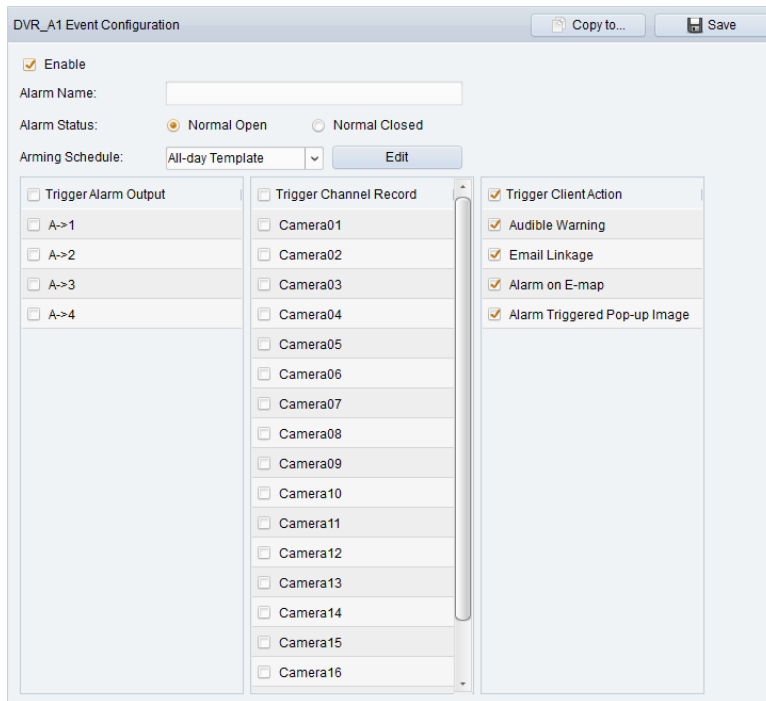 DVR_A1 Event Configuration
Copy to...
Save
Enable
Alarm Name:
Alarm Status:
Normal Open
Normal Closed
Arming Schedule:
All-day Template
Edit
Trigger Alarm Output
A->1
A->2
A->3
A->4
Trigger Channel Record
Camera01
Camera02
Camera03
Camera04
Camera05
Camera06
Camera07
Camera08
Camera09
Camera10
Camera11
Camera12
Camera13
Camera14
Camera15
Camera16
Trigger Client Action
Audible Warning
Email Linkage
Alarm on E-map
Alarm Triggered Pop-up Image